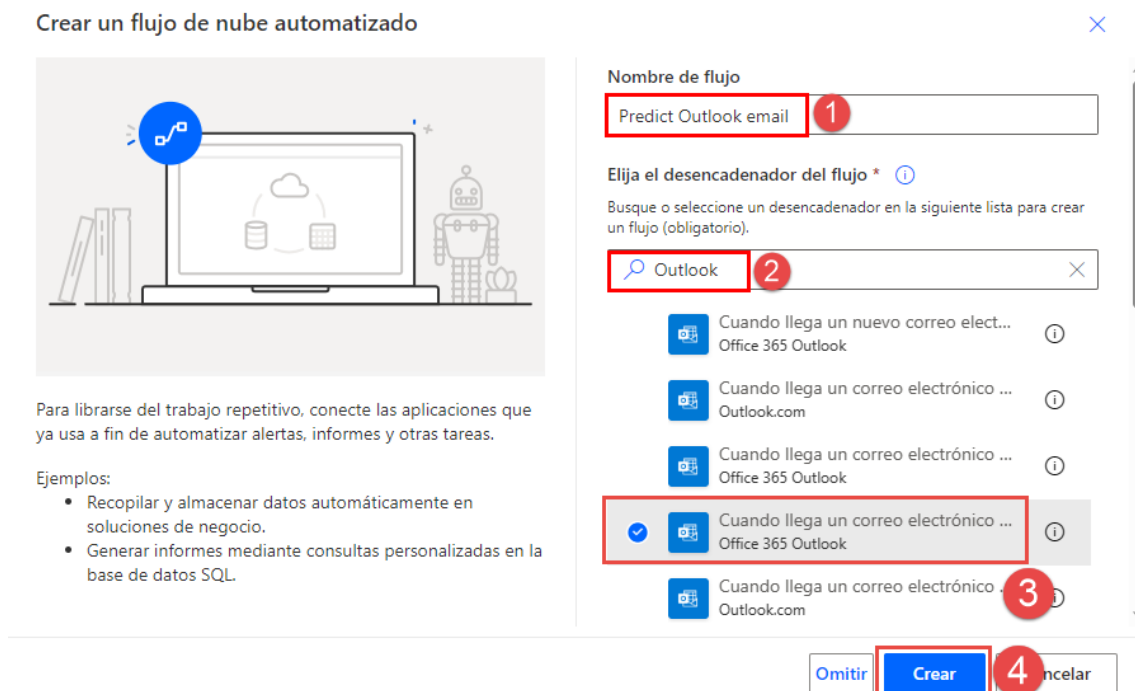 Crear un flujo de nube automatizado
Para librarse del trabajo repetitivo, conecte las aplicaciones que
ya usa a fin de automatizar alertas, informes y otras tareas.
Ejemplos:
Recopilar y almacenar datos automáticamente en
soluciones de negocio.
Generar informes mediante consultas personalizadas en la
base de datos SQL.
Nombre de flujo
Predict Outlook email 1
Elija el desencadenador del flujo *
Busque o seleccione un desencadenador en la siguiente lista para crear
un flujo (obligatorio).
Outlook 2
Cuando llega un nuevo correo elect...
Office 365 Outlook
Cuando llega un correo electrónico ...
Outlook.com
Cuando llega un correo electrónico ...
Office 365 Outlook
Cuando llega un correo electrónico ...
Office 365 Outlook
Cuando llega un correo electrónico . 3
Outlook.com
Omitir Crear 4 ncelar